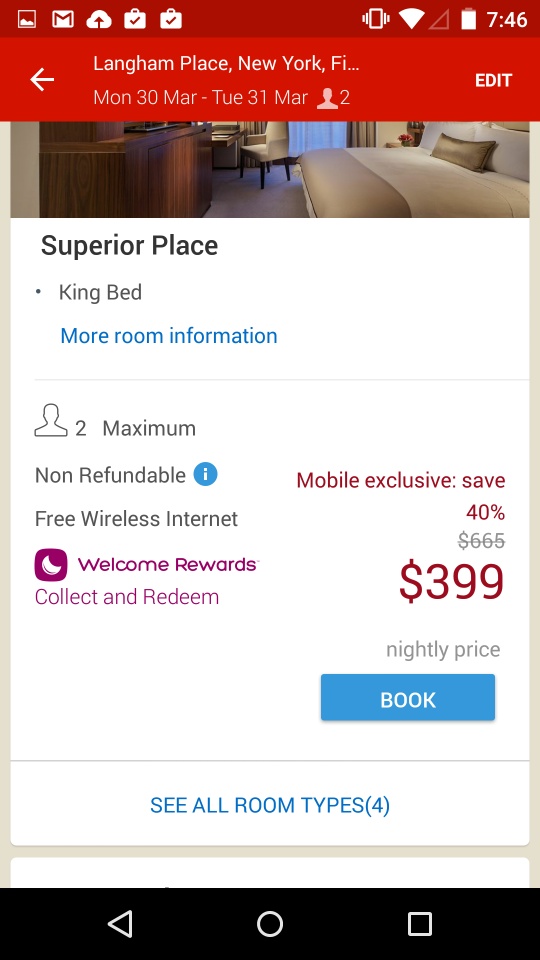 7:46
Langham Place, New York, Fi...
Mon 30 Mar - Tue 31 Mar 2
EDIT
Superior Place
• King Bed
More room information
2 Maximum
Non Refundable i
Free Wireless Internet
Welcome Rewards
Collect and Redeem
Mobile exclusive: save
40%
$665
$399
nightly price
BOOK
SEE ALL ROOM TYPES(4)